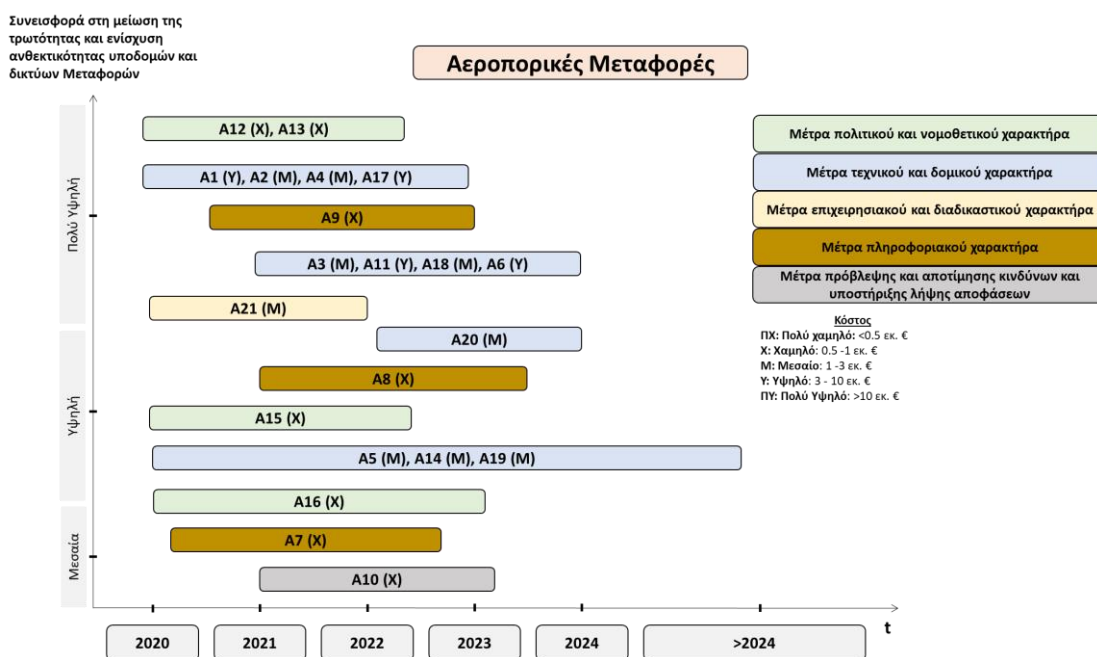 Συνεισφορά στη μείωση της
τρωτότητας και ενίσχυση
ανθεκτικότητας υποδομών και
δικτύων Μεταφορών
Αεροπορικές Μεταφορές
Πολύ Υψηλή
Υψηλή
Μεσαία
A12 (X), A13 (X)
A1 (Y), A2 (M), A4 (M), A17 (Y)
A9 (X)
A3 (M), A11 (Y), A18 (M), A6 (Y)
A21 (M)
A20 (M)
A8 (X)
A15 (X)
A5 (M), A14 (M), A19 (M)
A16 (X)
A7 (X)
A10 (X)
Μέτρα πολιτικού και νομοθετικού χαρακτήρα
Μέτρα τεχνικού και δομικού χαρακτήρα
Μέτρα επιχειρησιακού και διαδικαστικού χαρακτήρα
Μέτρα πληροφοριακού χαρακτήρα
Μέτρα πρόβλεψης και αποτίμησης κινδύνων και
υποστήριξης λήψης αποφάσεων
Κόστος
ΠΧ: Πολύ χαμηλό: <0.5 εκ. €
Χ: Χαμηλό: 0.5 -1 εκ. €
Μ: Μεσαίο: 1 -3 εκ. €
Υ: Υψηλό: 3 - 10 εκ. €
ΠΥ: Πολύ Υψηλό: >10 εκ. €
t
2020
2021
2022
2023
2024
>2024